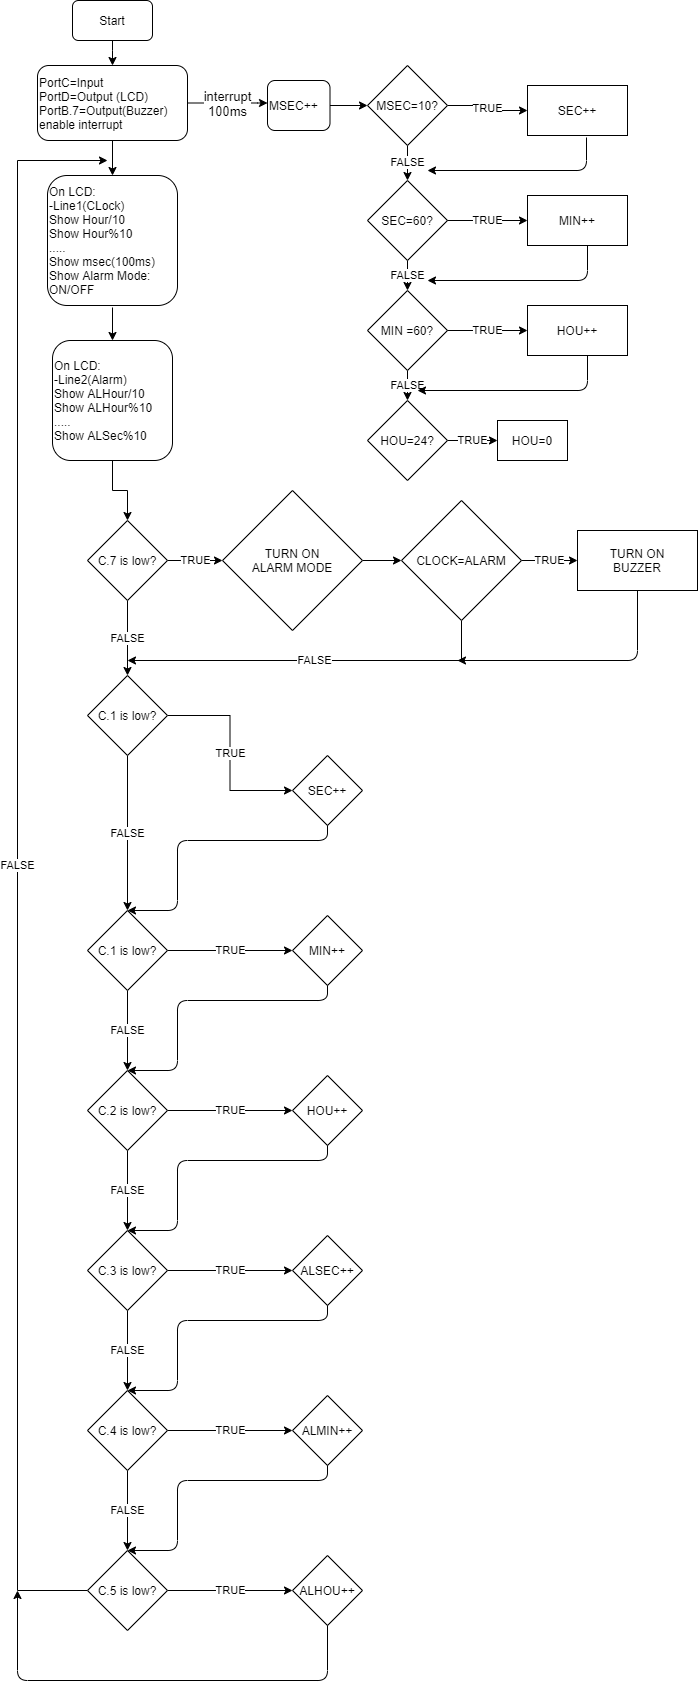 Start
PortC=Input
PortD=Output (LCD)
PortB.7=Output(Buzzer)
enable interrupt
interrupt
100ms
MSEC++
MSEC=10?
TRUE
SEC++
FALSE
SEC=60?
TRUE
MIN++
FALSE
MIN =60?
TRUE
HOU++
FALSE
HOU=24?
TRUE
HOU=0
On LCD:
-Line1(CLock)
Show Hour/10
Show Hour%10
.....
Show msec(100ms)
Show Alarm Mode:
ON/OFF
On LCD:
-Line2(Alarm)
Show ALHour/10
Show ALHour%10
.....
Show ALSec%10
C.7 is low?
TRUE
TURN ON
ALARM MODE
CLOCK=ALARM
TRUE
TURN ON
BUZZER
FALSE
FALSE
C.1 is low?
TRUE
SEC++
FALSE
FALSE
C.1 is low?
TRUE
MIN++
FALSE
C.2 is low?
TRUE
HOU++
FALSE
C.3 is low?
TRUE
ALSEC++
FALSE
C.4 is low?
TRUE
ALMIN++
FALSE
C.5 is low?
TRUE
ALHOU++